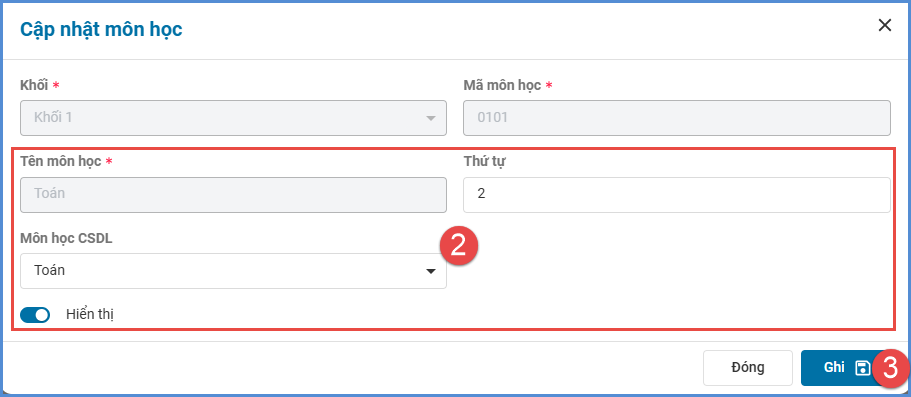 Cập nhật môn học
Khối * Mã môn học *
Khối 1 0101
Tên môn học * Thứ tự
Toán 2
Môn học CSDL 2
Toán
Hiển thị
Đóng Ghi 3